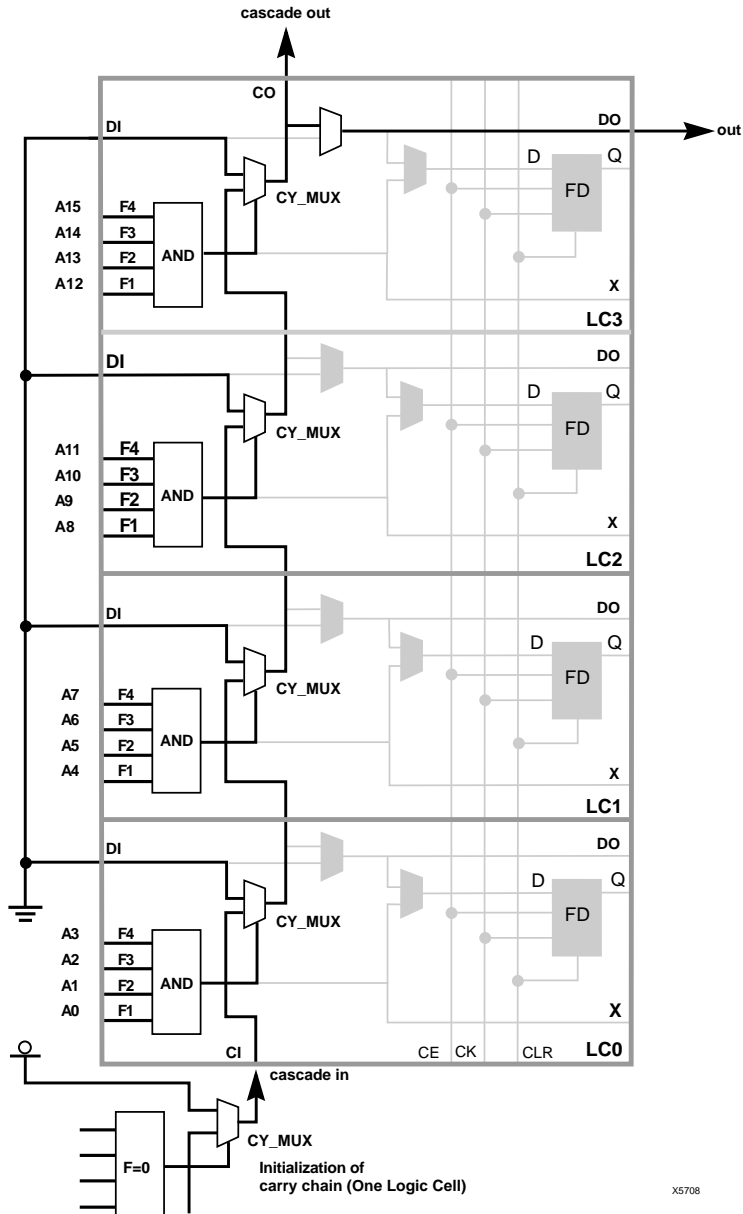 cascade out
CO
DI
DO
out
CY_MUX
D
Q
FD
A15
F4
A14
F3
A13
F2
A12
F1
AND
X
LC3
DI
DO
CY_MUX
D
Q
FD
A11
F4
A10
F3
A9
F2
A8
F1
AND
X
LC2
DI
DO
CY_MUX
D
Q
FD
A7
F4
A6
F3
A5
F2
A4
F1
AND
X
LC1
DI
DO
CY_MUX
D
Q
FD
A3
F4
A2
F3
A1
F2
A0
F1
AND
X
CI
CE
CK
CLR
LC0
cascade in
CY_MUX
F=0
Initialization of
carry chain (One Logic Cell)
X5708